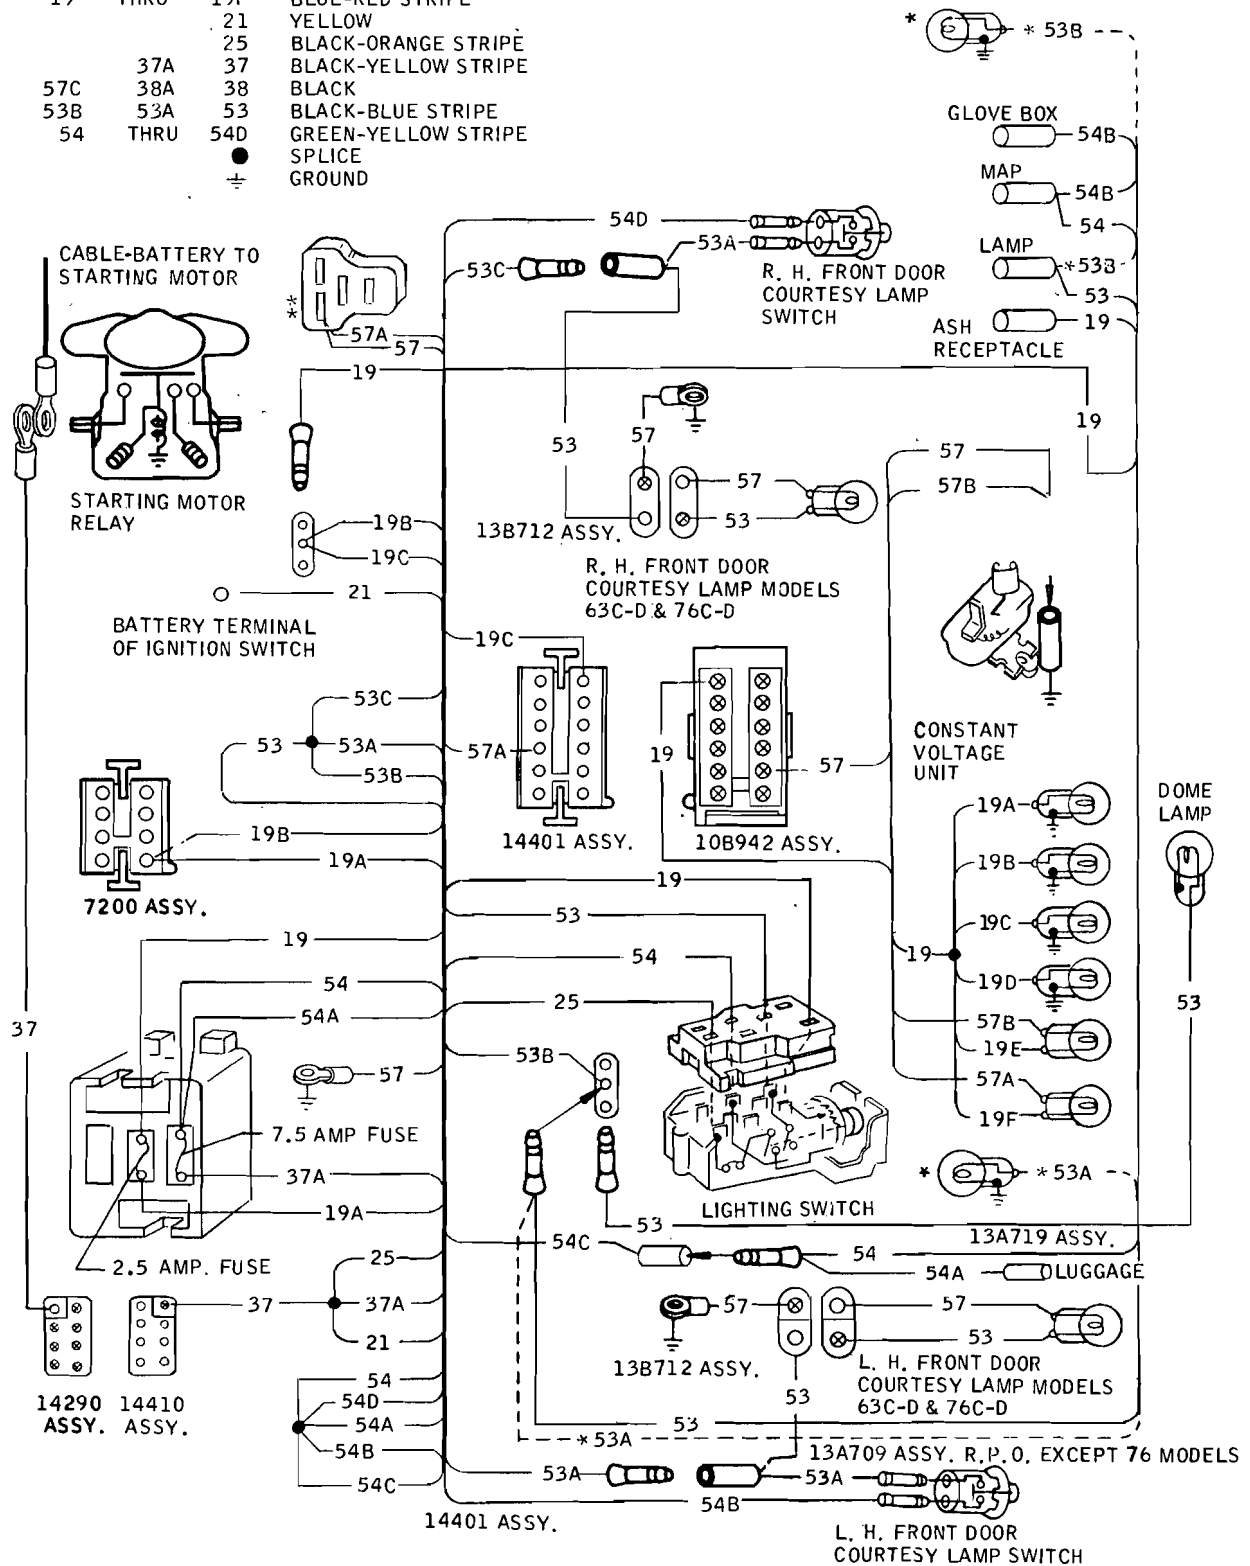 19 THRU 19F BLUE-RED STRIPE
21 YELLOW
25 BLACK-ORANGE STRIPE
37A 37 BLACK-YELLOW STRIPE
57C 38A 38 BLACK
53B 53A 53 BLACK-BLUE STRIPE
54 THRU 54D GREEN-YELLOW STRIPE
SPLICE
GROUND
* * 53B
GLOVE BOX
54B
MAP
54B
54
LAMP
*53B
53
ASH
RECEPTACLE
19
CABLE-BATTERY TO
STARTING MOTOR
**
57A
57
54D
53A
53C
R. H. FRONT DOOR
COURTESY LAMP
SWITCH
19
19
STARTING MOTOR
RELAY
53
57
57
53
13B712 ASSY.
R. H. FRONT DOOR
COURTESY LAMP MODELS
63C-D & 76C-D
57
57B
19B
19C
21
BATTERY TERMINAL
OF IGNITION SWITCH
19C
53C
53
53A
53B
57A
19
57
14401 ASSY.
10B942 ASSY.
CONSTANT
VOLTAGE
UNIT
DOME
LAMP
19B
19A
7200 ASSY.
19A
19B
19C
19
19D
57B
19E
57A
19F
53
19
53
54
25
53B
19
54
54A
57
37
7.5 AMP FUSE
37A
19A
2.5 AMP. FUSE
LIGHTING SWITCH
* * 53A
53
13A719 ASSY.
54C
54
54A
LUGGAGE
25
37
37A
21
14290
ASSY.
14410
ASSY.
57
13B712 ASSY.
57
53
L. H. FRONT DOOR
COURTESY LAMP MODELS
63C-D & 76C-D
53
54
54D
54A
54B
54C
53
*53A
13A709 ASSY. R.P.O. EXCEPT 76 MODELS
53A
53A
54B
14401 ASSY.
L. H. FRONT DOOR
COURTESY LAMP SWITCH